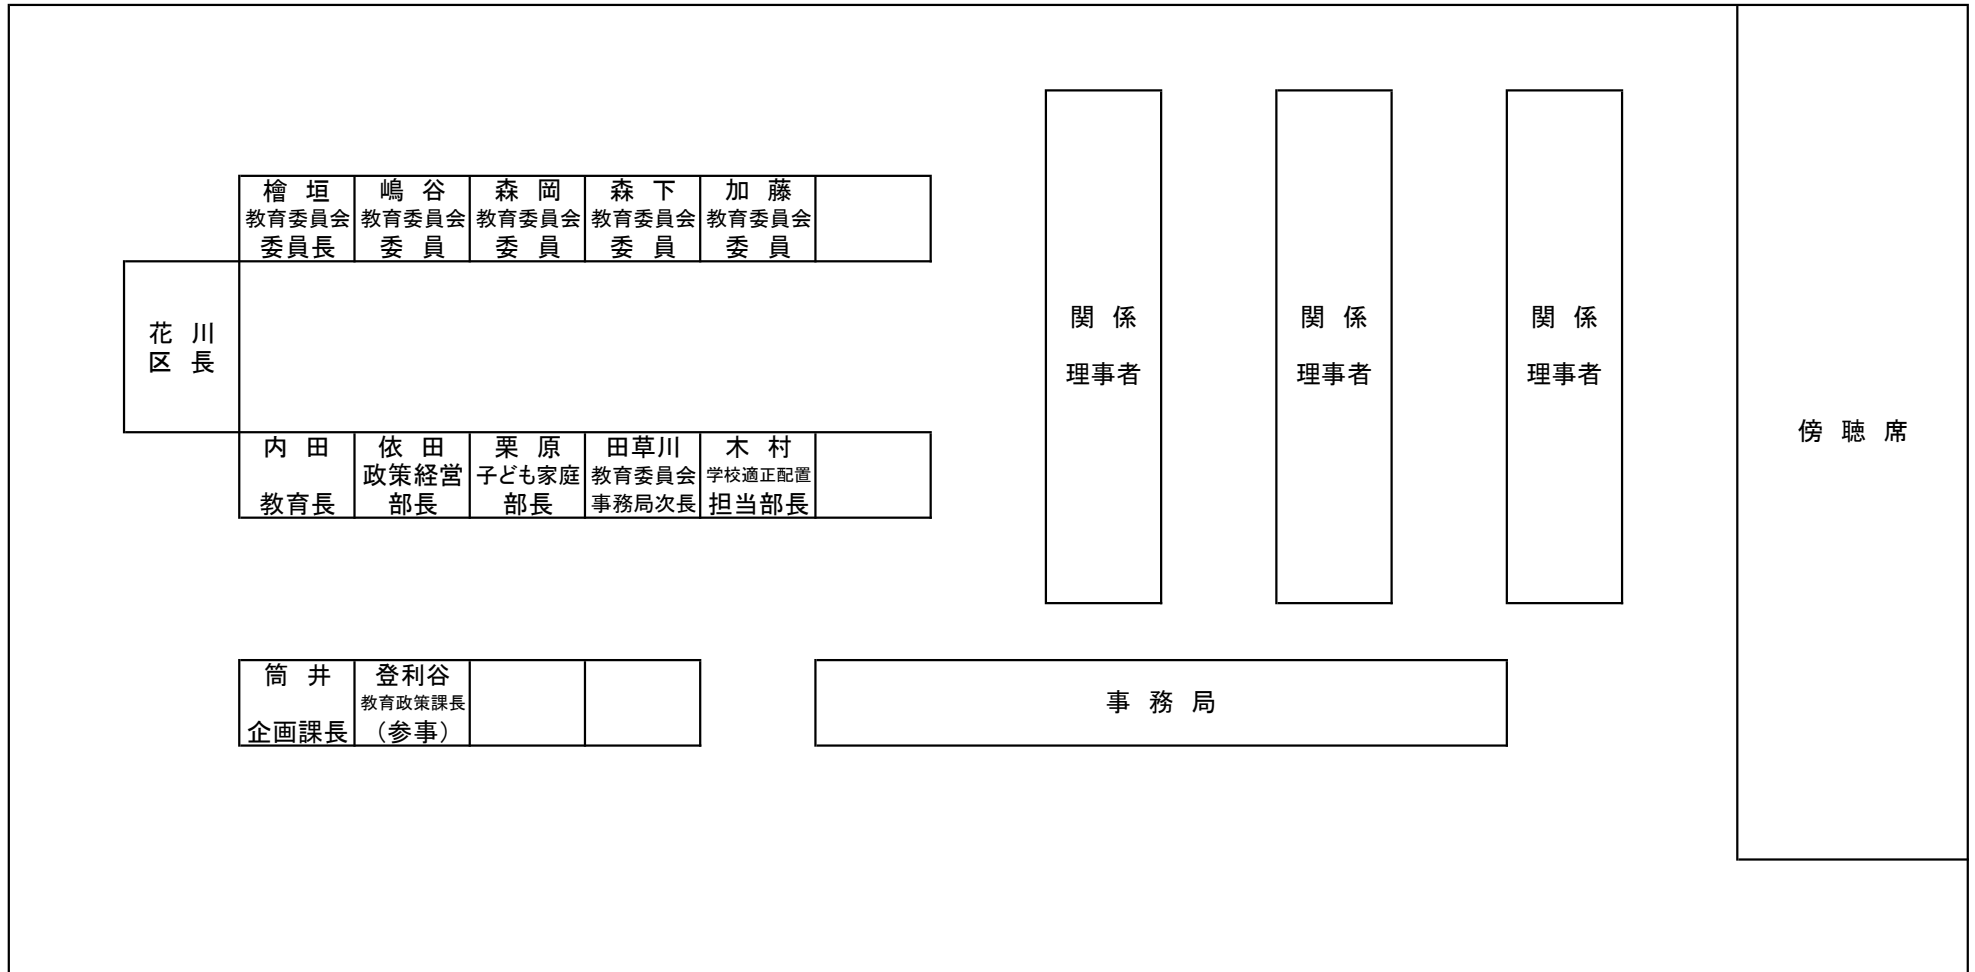 檜垣
教育委員会
委員長
嶋谷
教育委員会
委員
森岡
教育委員会
委員
森下
教育委員会
委員
加藤
教育委員会
委員
花川
区長
内田
教育長
依田
政策経営
部長
栗原
子ども家庭
部長
田草川
教育委員会
事務局次長
木村
学校適正配置
担当部長
関係
理事者
関係
理事者
関係
理事者
傍聴席
筒井
企画課長
登利谷
教育政策課長
（参事）
事務局